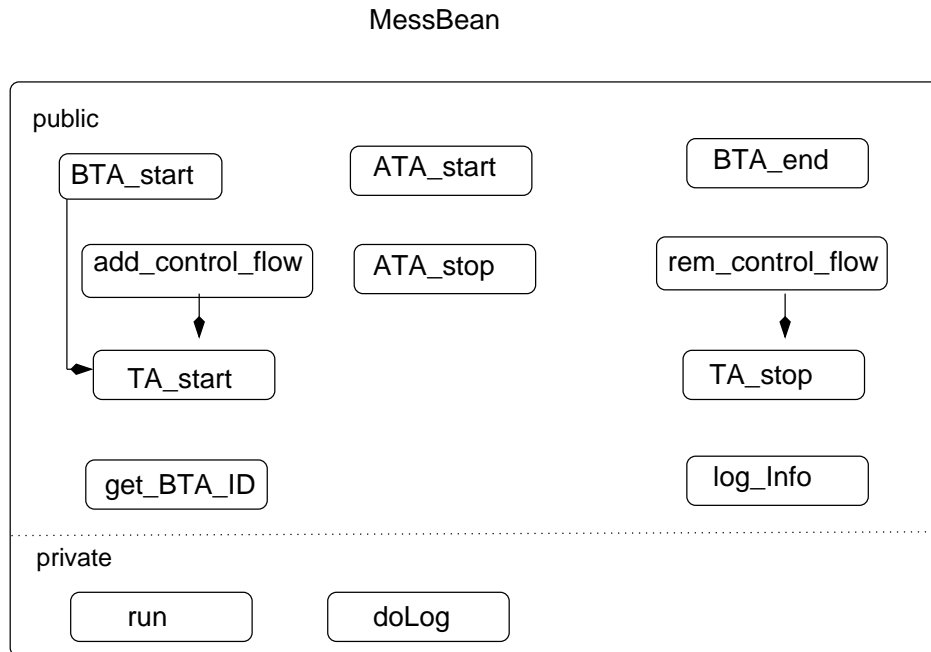 MessBean
public
BTA_start
ATA_start
BTA_end
add_control_flow
ATA_stop
rem_control_flow
TA_start
TA_stop
get_BTA_ID
log_Info
private
run
doLog